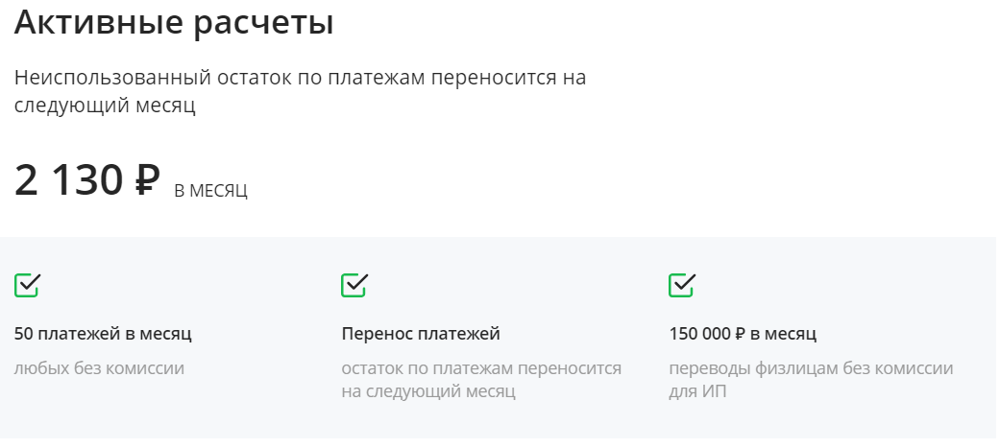 Активные расчеты
Неиспользованный остаток по платежам переносится на
следующий месяц
2 130 ₽ В МЕСЯЦ
50 платежей в месяц
любых без комиссии
Перенос платежей
остаток по платежам переносится
на следующий месяц
150 000 ₽ в месяц
переводы физлицам без комиссии
для ИП